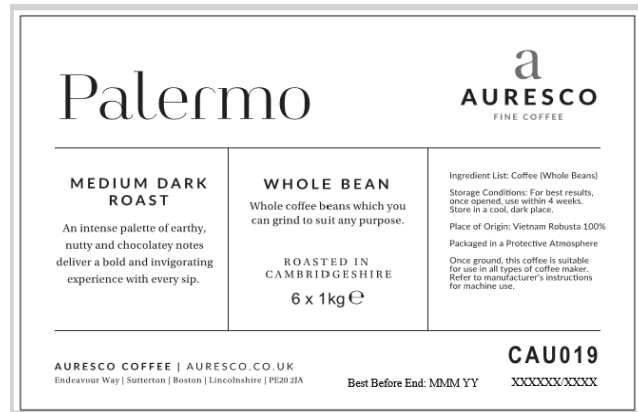 Palermo
a
AURESCO
FINE COFFEE
MEDIUM DARK
ROAST
An intense palette of earthy,
nutty and chocolatey notes
deliver a bold and invigorating
experience with every sip.
WHOLE BEAN
Whole coffee beans which you
can grind to suit any purpose.
ROASTED IN
CAMBRIDGESHIRE
6 x 1kg ℮
Ingredient List: Coffee (Whole Beans)
Storage Conditions: For best results,
once opened, use within 4 weeks.
Store in a cool, dark place.
Place of Origin: Vietnam Robusta 100%
Packaged in a Protective Atmosphere
Once ground, this coffee is suitable
for use in all types of coffee maker.
Refer to manufacturer's instructions
for machine use.
AURESCO COFFEE | AURESCO.CO.UK
Endeavour Way | Sutterton | Boston | Lincolnshire | PE20 2JA
Best Before End: MMM YY
CAU019
XXXXXX/XXXX